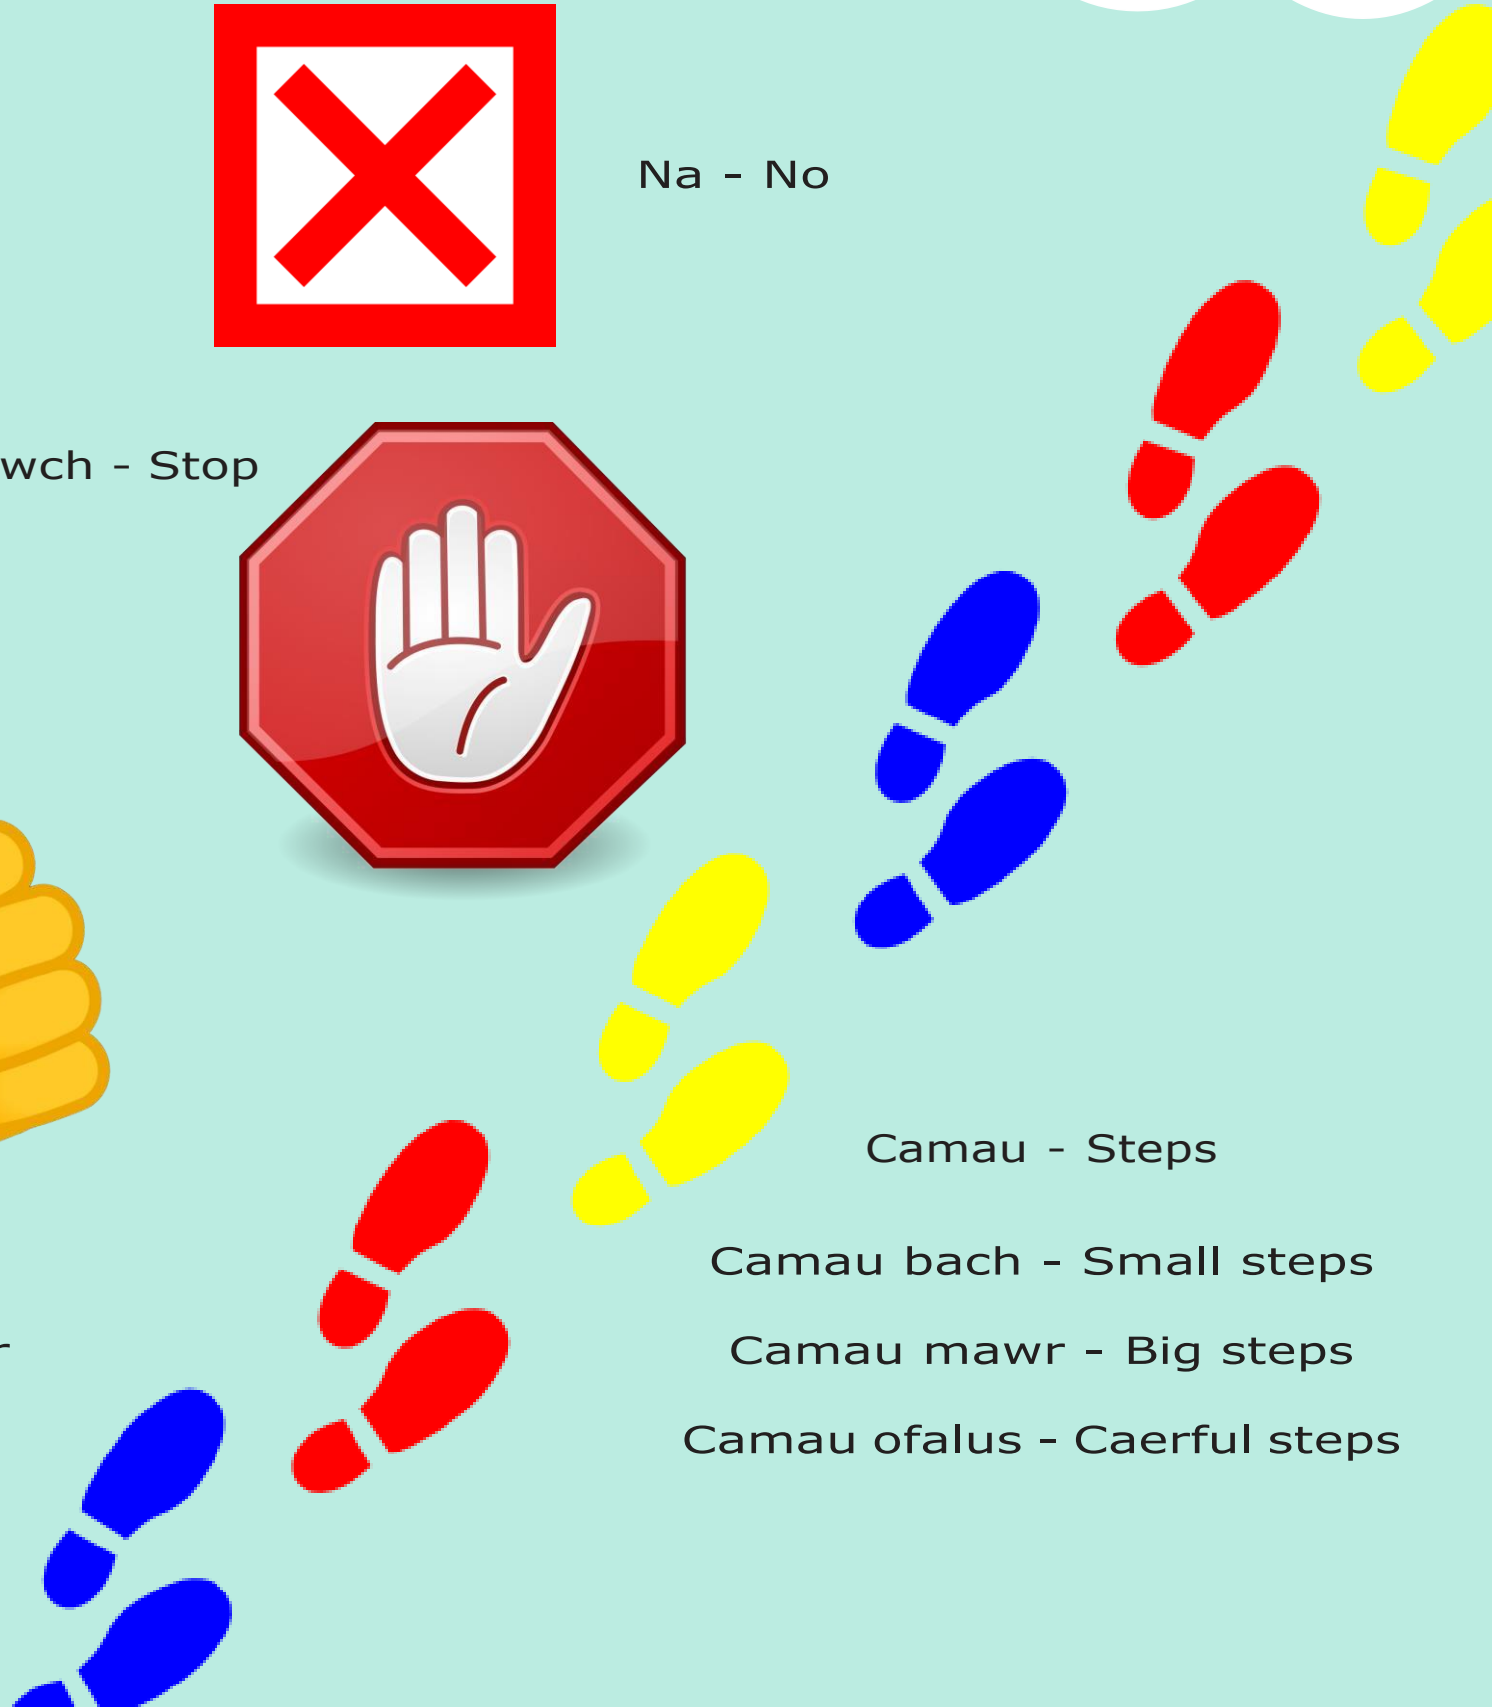 Na - No
wch - Stop
Camau - Steps
Camau bach - Small steps
Camau mawr - Big steps
Camau ofalus - Caerful steps